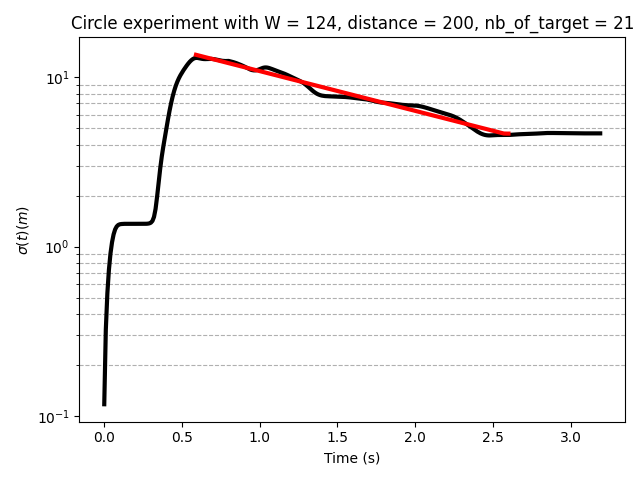 Circle experiment with W = 124, distance = 200, nb_of_target = 21
10¹
10⁰
10⁻¹
σ(t)(m)
0.0 0.5 1.0 1.5 2.0 2.5 3.0
Time (s)